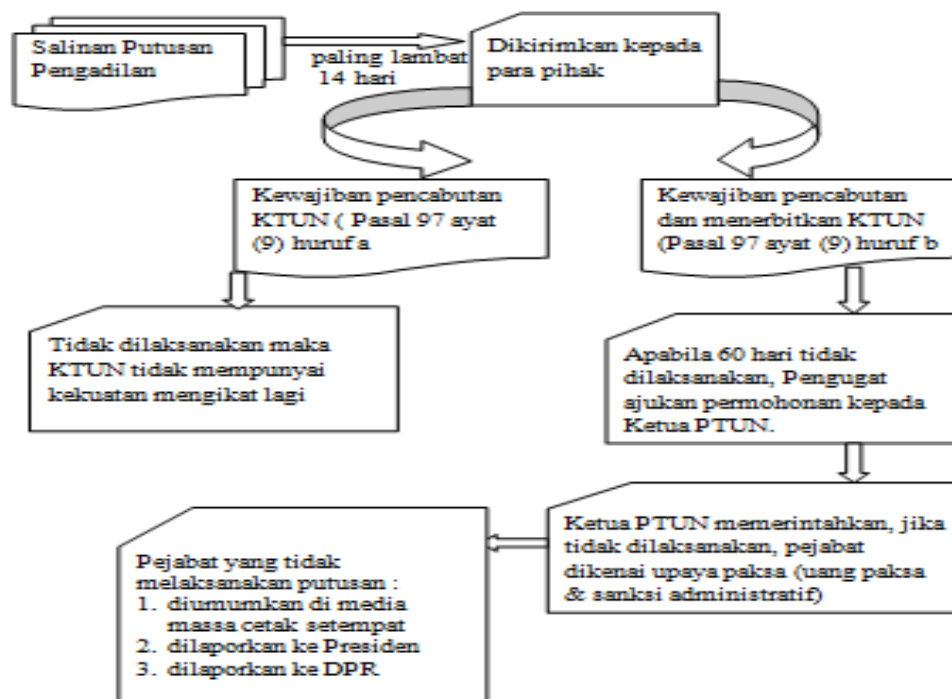 Salinan Putusan
Pengadilan
paling lambat
14 hari
Dikirimkan kepada
para pihak
Kewajiban pencabutan
KTUN ( Pasal 97 ayat
(9) huruf a
Kewajiban pencabutan
dan menerbitkan KTUN
(Pasal 97 ayat (9) huruf b
Tidak dilaksanakan maka
KTUN tidak mempunyai
kekuatan mengikat lagi
Apabila 60 hari tidak
dilaksanakan, Pengugat
ajukan permohonan kepada
Ketua PTUN.
Ketua PTUN memerintahkan, jika
tidak dilaksanakan, pejabat
dikenai upaya paksa (uang paksa
& sanksi administratif)
Pejabat yang tidak
melaksanakan putusan :
1. diumumkan di media
massa cetak setempat
2. dilaporkan ke Presiden
3. dilaporkan ke DPR